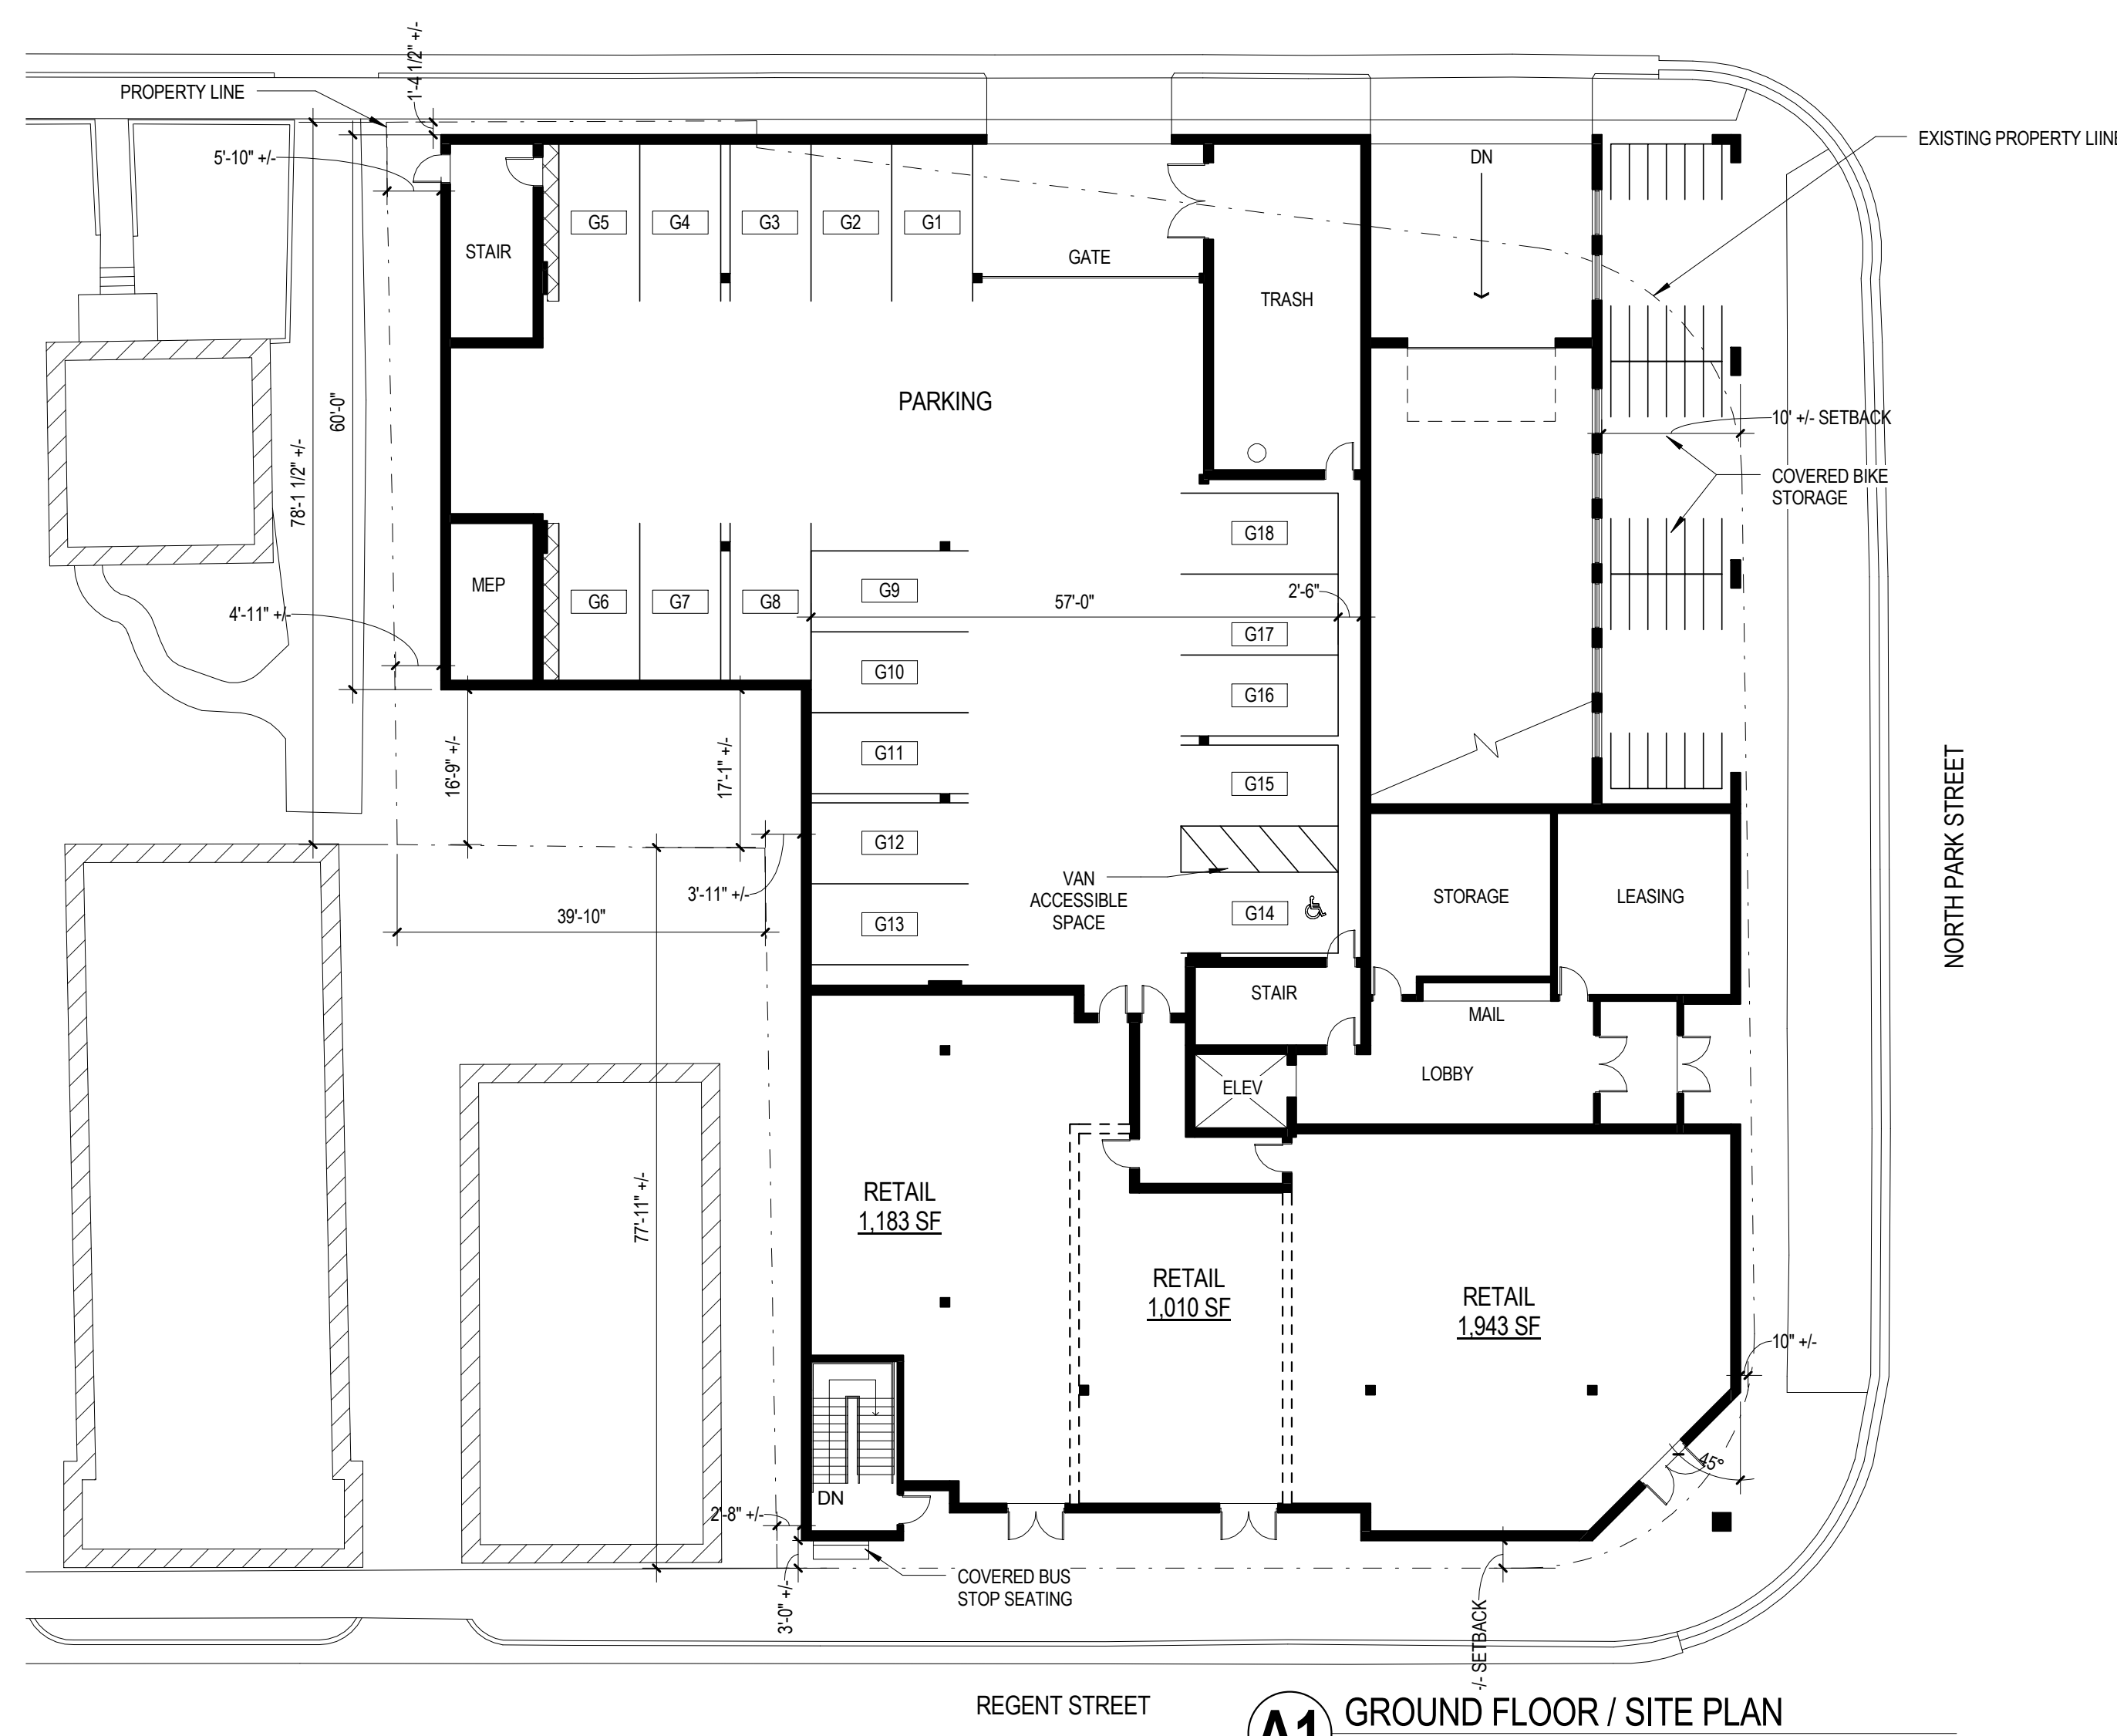 1'-4 1/2" +/-
PROPERTY LINE
5'-10" +/-
EXISTING PROPERTY LIINE
DN
G5
G4
G3
G2
G1
STAIR
GATE
TRASH
PARKING
60'-0"
78'-1 1/2" +/-
10' +/- SETBACK
COVERED BIKE
STORAGE
G18
MEP
G6
G7
G8
G9
57'-0"
2'-6"
4'-11" +/-
G17
G10
G16
16'-9" +/-
17'-1" +/-
G11
G15
G12
VAN
ACCESSIBLE
SPACE
3'-11" +/-
39'-10"
G13
G14
STORAGE
LEASING
NORTH PARK STREET
STAIR
MAIL
LOBBY
ELEV
77'-11" +/-
RETAIL
1,183 SF
RETAIL
1,010 SF
RETAIL
1,943 SF
10" +/-
45°
DN
2'-8" +/-
3'-0" +/-
COVERED BUS
STOP SEATING
/- SETBACK
REGENT STREET
A1
GROUND FLOOR / SITE PLAN